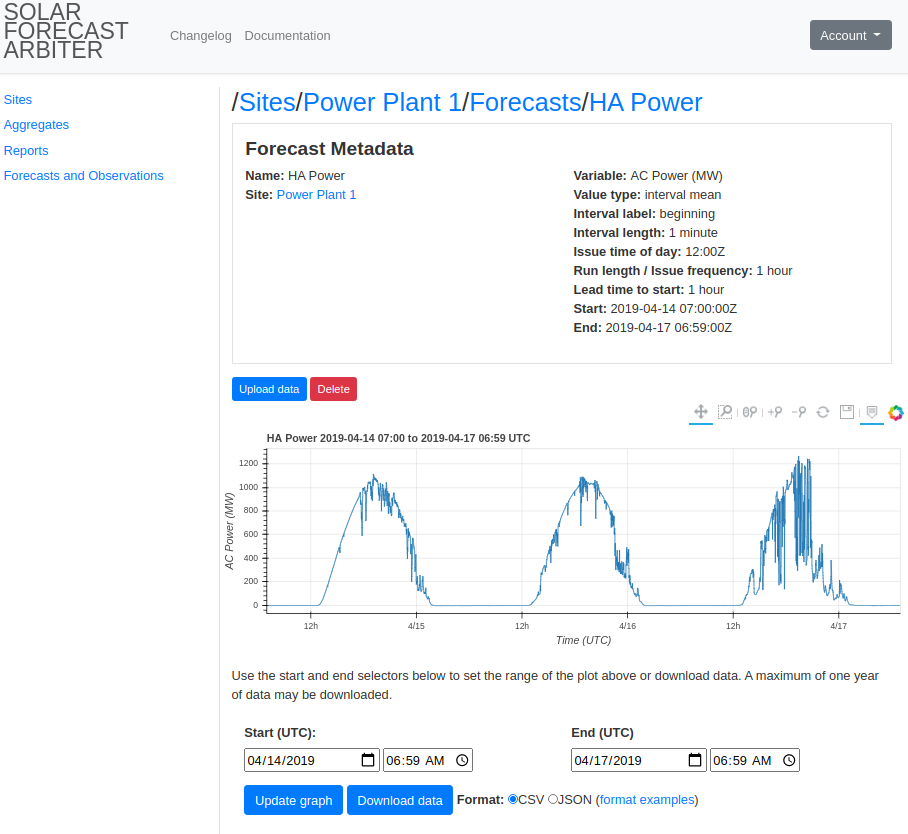 SOLAR
FORECAST
ARBITER
Changelog Documentation
Account
Sites
Aggregates
Reports
Forecasts and Observations
/Sites/Power Plant 1/Forecasts/HA Power
Forecast Metadata
Name: HA Power
Site: Power Plant 1
Variable: AC Power (MW)
Value type: interval mean
Interval label: beginning
Interval length: 1 minute
Issue time of day: 12:00Z
Run length / Issue frequency: 1 hour
Lead time to start: 1 hour
Start: 2019-04-14 07:00:00Z
End: 2019-04-17 06:59:00Z
Upload data Delete
HA Power 2019-04-14 07:00 to 2019-04-17 06:59 UTC
AC Power (MW)
1200
1000
800
600
400
200
0
12h 4/15 12h 4/16 12h 4/17
Time (UTC)
Use the start and end selectors below to set the range of the plot above or download data. A maximum of one year
of data may be downloaded.
Start (UTC): End (UTC)
04/14/2019 06:59 AM 04/17/2019 06:59 AM
Update graph Download data Format: CSV JSON (format examples)